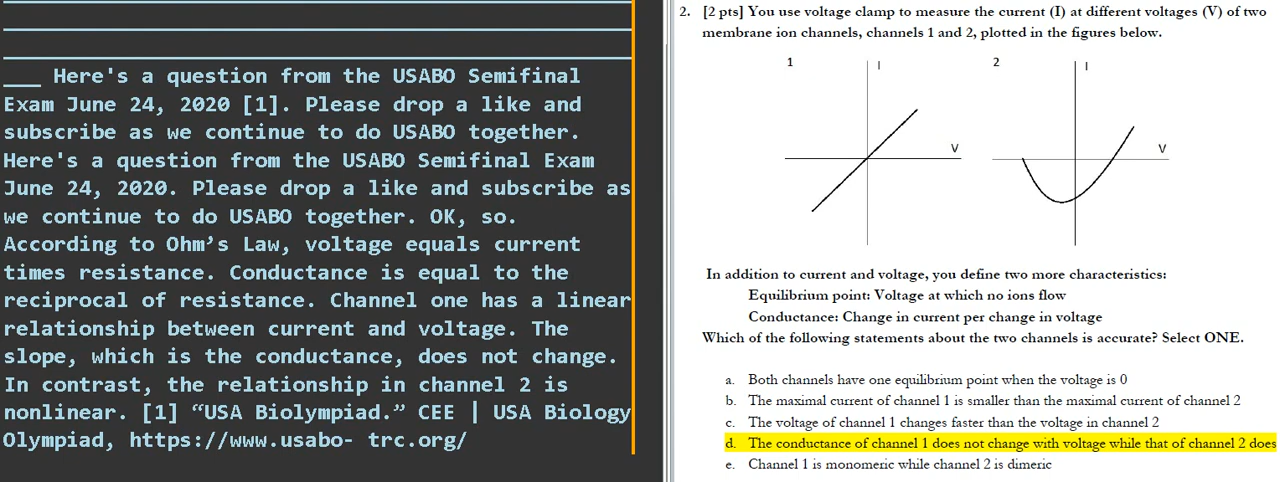 ___ Here's a question from the USABO Semifinal
Exam June 24, 2020 [1]. Please drop a like and
subscribe as we continue to do USABO together.
Here's a question from the USABO Semifinal Exam
June 24, 2020. Please drop a like and subscribe as
we continue to do USABO together. OK, so.
According to Ohm’s Law, voltage equals current
times resistance. Conductance is equal to the
reciprocal of resistance. Channel one has a linear
relationship between current and voltage. The
slope, which is the conductance, does not change.
In contrast, the relationship in channel 2 is
nonlinear. [1] “USA Biolympiad.” CEE | USA Biology
Olympiad, https://www.usabo- trc.org/
2. [2 pts] You use voltage clamp to measure the current (I) at different voltages (V) of two
membrane ion channels, channels 1 and 2, plotted in the figures below.
1
I
V
2
I
V
In addition to current and voltage, you define two more characteristics:
Equilibrium point: Voltage at which no ions flow
Conductance: Change in current per change in voltage
Which of the following statements about the two channels is accurate? Select ONE.
a. Both channels have one equilibrium point when the voltage is 0
b. The maximal current of channel 1 is smaller than the maximal current of channel 2
c. The voltage of channel 1 changes faster than the voltage in channel 2
d. The conductance of channel 1 does not change with voltage while that of channel 2 does
e. Channel 1 is monomeric while channel 2 is dimeric